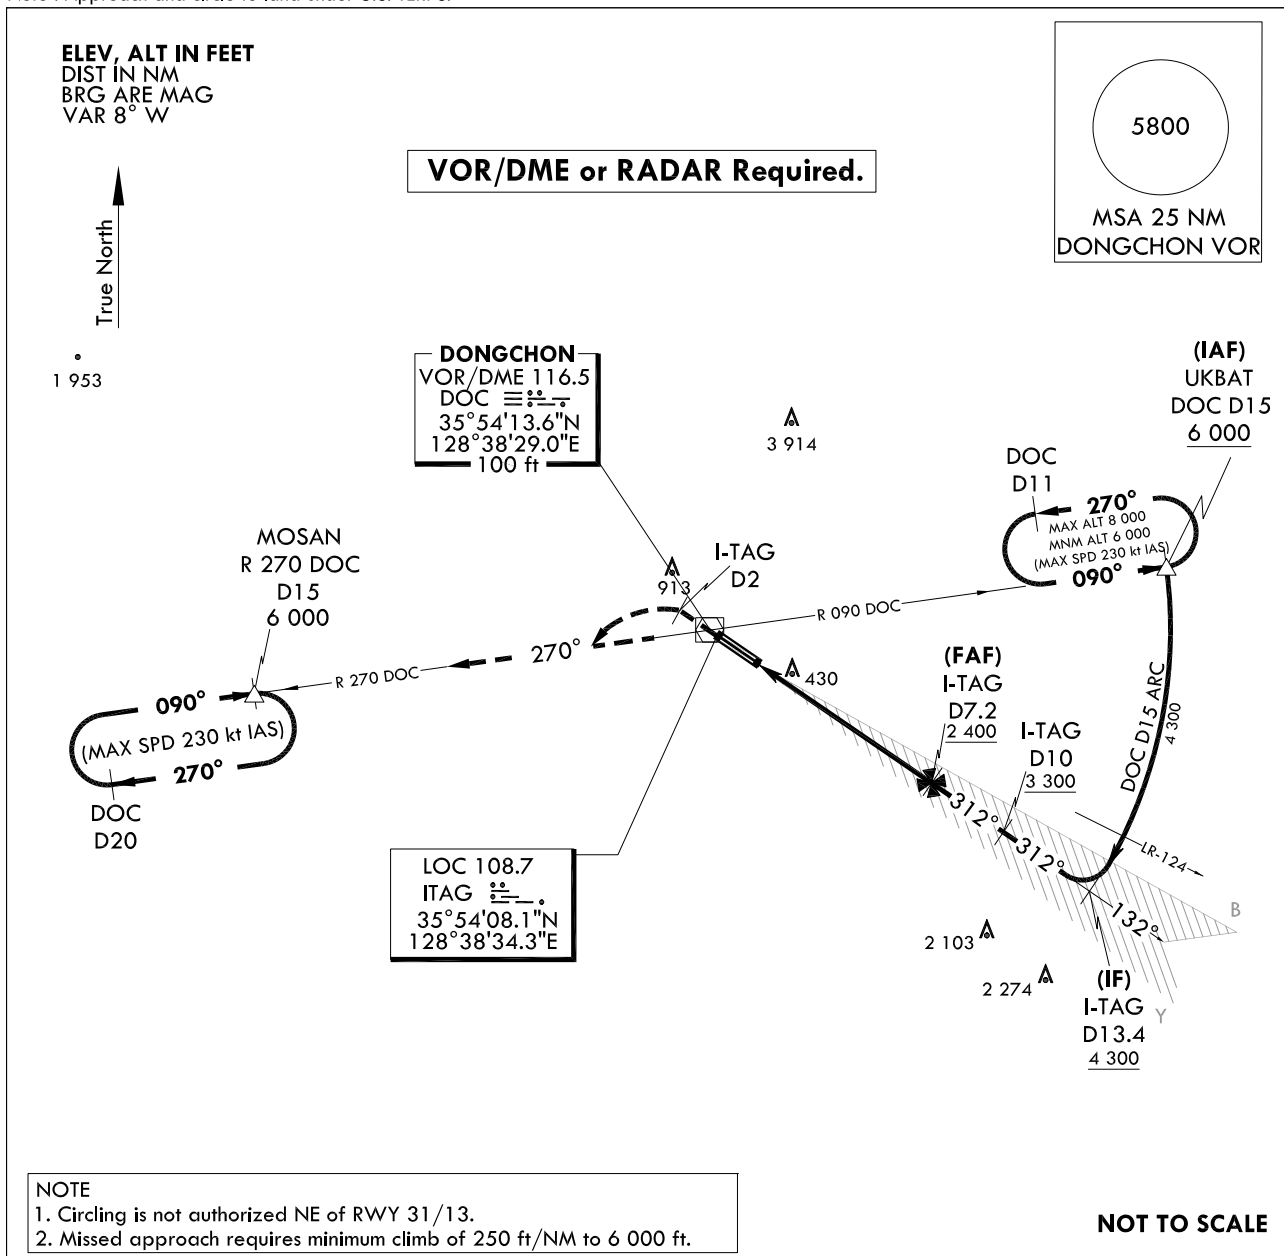 ELEV, ALT IN FEET
DIST IN NM
BRG ARE MAG
VAR 8° W
True North
VOR/DME or RADAR Required.
5800
MSA 25 NM
DONGCHON VOR
1 953
DONGCHON
VOR/DME 116.5
DOC
35°54'13.6"N
128°38'29.0"E
100 ft
3 914
(IAF)
UKBAT
DOC D15
6 000
DOC
D11
270°
MAX ALT 8 000
MNM ALT 6 000
(MAX SPD 230 kt IAS)
090°
MOSAN
R 270 DOC
D15
6 000
I-TAG
D2
913
R 090 DOC
270°
R 270 DOC
090°
(MAX SPD 230 kt IAS)
270°
DOC
D20
430
(FAF)
I-TAG
D7.2
2 400
I-TAG
D10
3 300
DOC D15 ARC
4 300
312°
312°
LR-124
132°
B
Y
LOC 108.7
ITAG
35°54'08.1"N
128°38'34.3"E
2 103
2 274
(IF)
I-TAG
D13.4
4 300
NOTE
1. Circling is not authorized NE of RWY 31/13.
2. Missed approach requires minimum climb of 250 ft/NM to 6 000 ft.
NOT TO SCALE